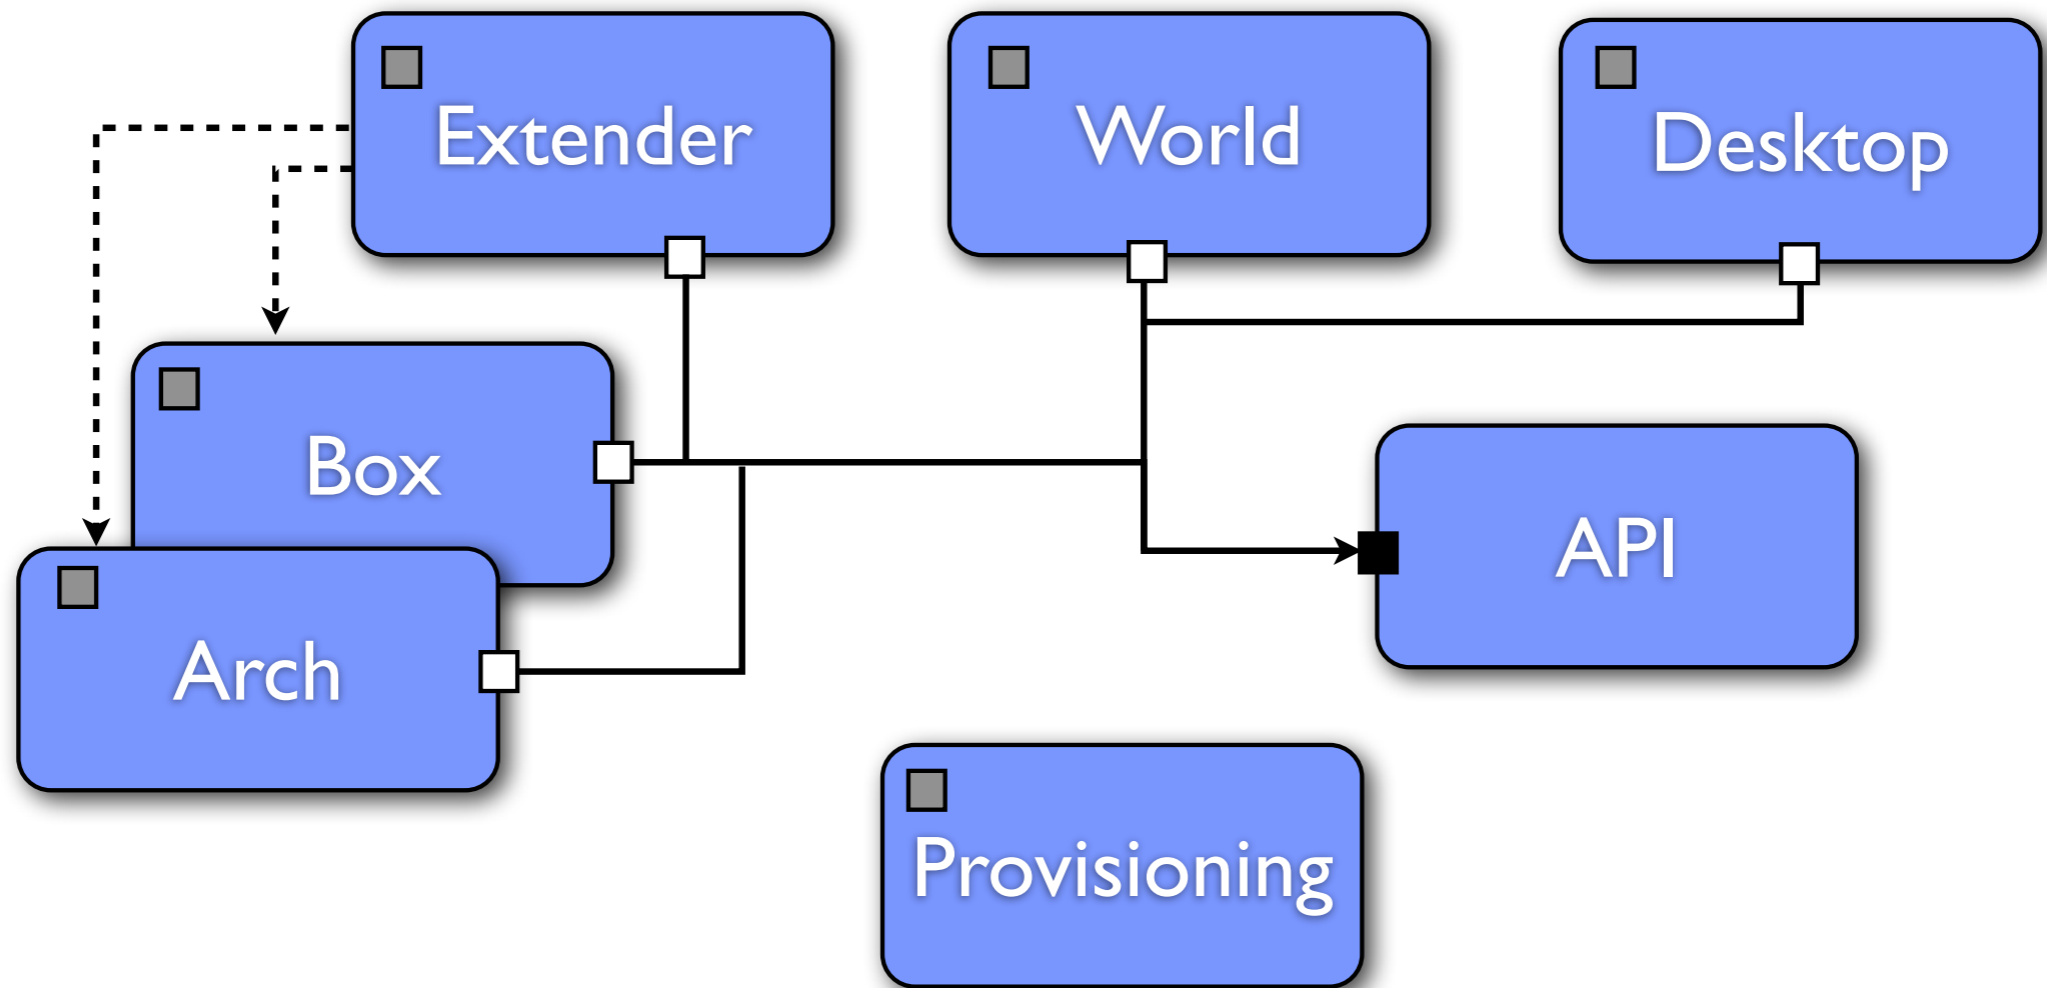 Extender
World
Desktop
Box
API
Arch
Provisioning